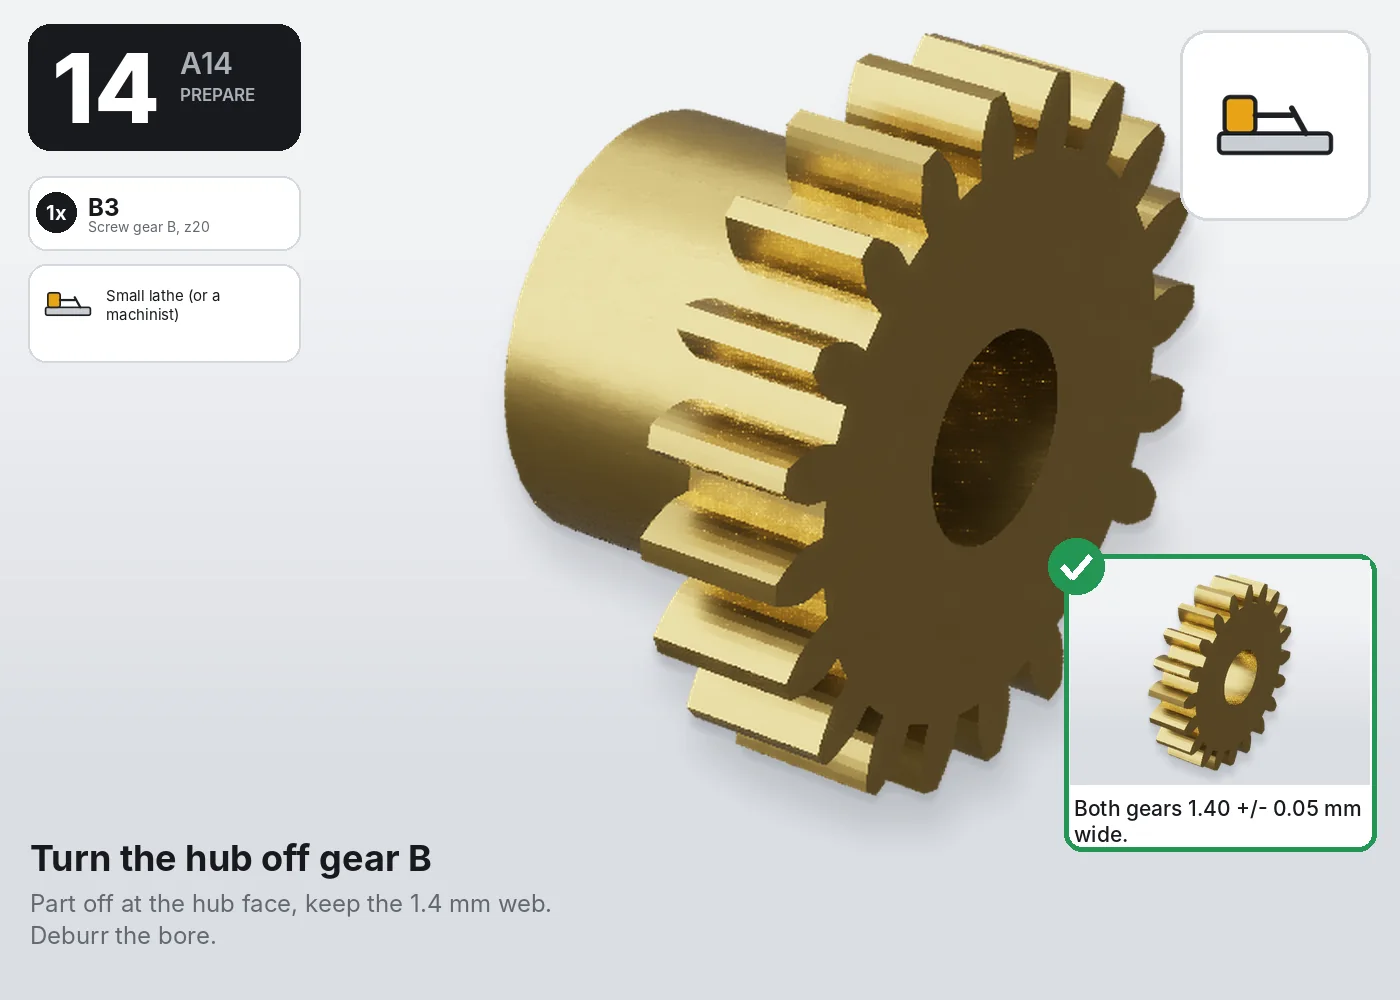 14
A14
PREPARE
1x
B3
Screw gear B, z20
Small lathe (or a
machinist)
Both gears 1.40 +/- 0.05 mm
wide.
Turn the hub off gear B
Part off at the hub face, keep the 1.4 mm web.
Deburr the bore.